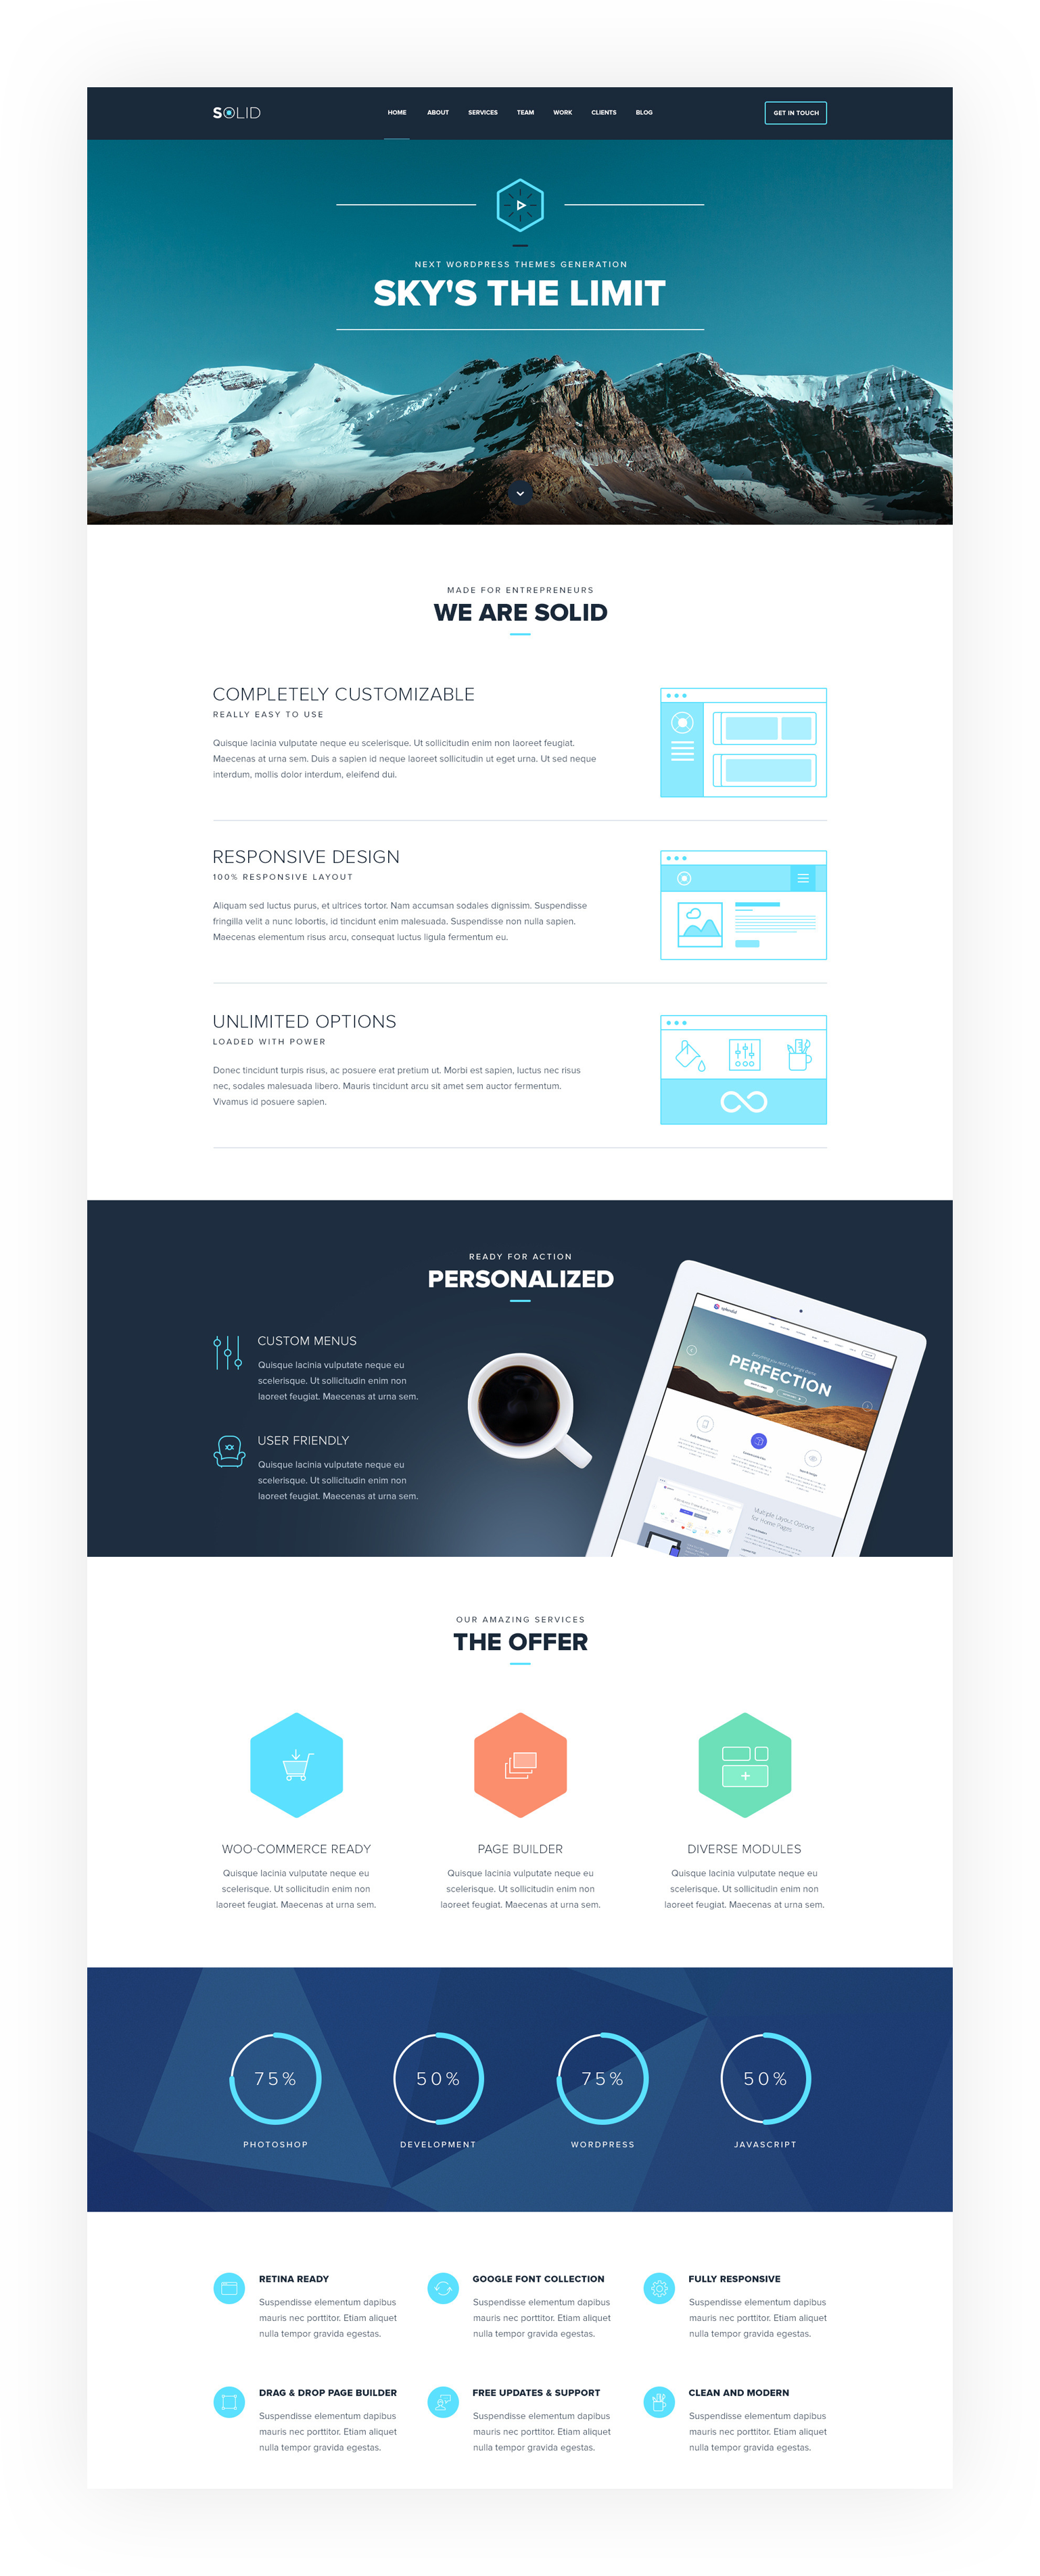 SOLID
HOME ABOUT SERVICES TEAM WORK CLIENTS BLOG
GET IN TOUCH
NEXT WORDPRESS THEMES GENERATION
SKY'S THE LIMIT
MADE FOR ENTREPRENEURS
WE ARE SOLID
COMPLETELY CUSTOMIZABLE
REALLY EASY TO USE
Quisque lacinia vulputate neque eu scelerisque. Ut sollicitudin enim non laoreet feugiat.
Maecenas at urna sem. Duis a sapien id neque laoreet sollicitudin ut eget urna. Ut sed neque
interdum, mollis dolor interdum, eleifend dui.
RESPONSIVE DESIGN
100% RESPONSIVE LAYOUT
Aliquam sed luctus purus, et ultrices tortor. Nam accumsan sodales dignissim. Suspendisse
fringilla velit a nunc lobortis, id tincidunt enim malesuada. Suspendisse non nulla sapien.
Maecenas elementum risus arcu, consequat luctus ligula fermentum eu.
UNLIMITED OPTIONS
LOADED WITH POWER
Donec tincidunt turpis risus, ac posuere erat pretium ut. Morbi est sapien, luctus nec risus
nec, sodales malesuada libero. Mauris tincidunt arcu sit amet sem auctor fermentum.
Vivamus id posuere sapien.
READY FOR ACTION
PERSONALIZED
CUSTOM MENUS
Quisque lacinia vulputate neque eu
scelerisque. Ut sollicitudin enim non
laoreet feugiat. Maecenas at urna sem.
USER FRIENDLY
Quisque lacinia vulputate neque eu
scelerisque. Ut sollicitudin enim non
laoreet feugiat. Maecenas at urna sem.
PERFECTION
Multiple Layout Options
for Home Pages
OUR AMAZING SERVICES
THE OFFER
WOO-COMMERCE READY
Quisque lacinia vulputate neque eu
scelerisque. Ut sollicitudin enim non
laoreet feugiat. Maecenas at urna sem.
PAGE BUILDER
Quisque lacinia vulputate neque eu
scelerisque. Ut sollicitudin enim non
laoreet feugiat. Maecenas at urna sem.
DIVERSE MODULES
Quisque lacinia vulputate neque eu
scelerisque. Ut sollicitudin enim non
laoreet feugiat. Maecenas at urna sem.
75%
PHOTOSHOP
50%
DEVELOPMENT
75%
WORDPRESS
50%
JAVASCRIPT
RETINA READY
Suspendisse elementum dapibus
mauris nec porttitor. Etiam aliquet
nulla tempor gravida egestas.
GOOGLE FONT COLLECTION
Suspendisse elementum dapibus
mauris nec porttitor. Etiam aliquet
nulla tempor gravida egestas.
FULLY RESPONSIVE
Suspendisse elementum dapibus
mauris nec porttitor. Etiam aliquet
nulla tempor gravida egestas.
DRAG & DROP PAGE BUILDER
Suspendisse elementum dapibus
mauris nec porttitor. Etiam aliquet
nulla tempor gravida egestas.
FREE UPDATES & SUPPORT
Suspendisse elementum dapibus
mauris nec porttitor. Etiam aliquet
nulla tempor gravida egestas.
CLEAN AND MODERN
Suspendisse elementum dapibus
mauris nec porttitor. Etiam aliquet
nulla tempor gravida egestas.